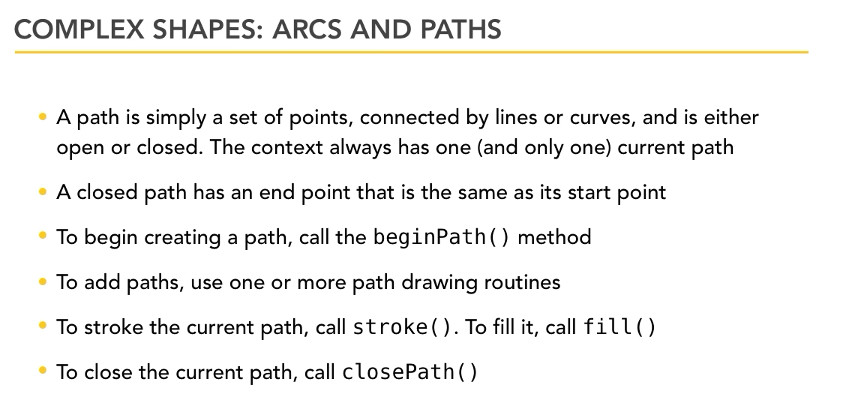 COMPLEX SHAPES: ARCS AND PATHS
• A path is simply a set of points, connected by lines or curves, and is either
open or closed. The context always has one (and only one) current path
• A closed path has an end point that is the same as its start point
• To begin creating a path, call the beginPath() method
• To add paths, use one or more path drawing routines
• To stroke the current path, call stroke(). To fill it, call fill()
• To close the current path, call closePath()